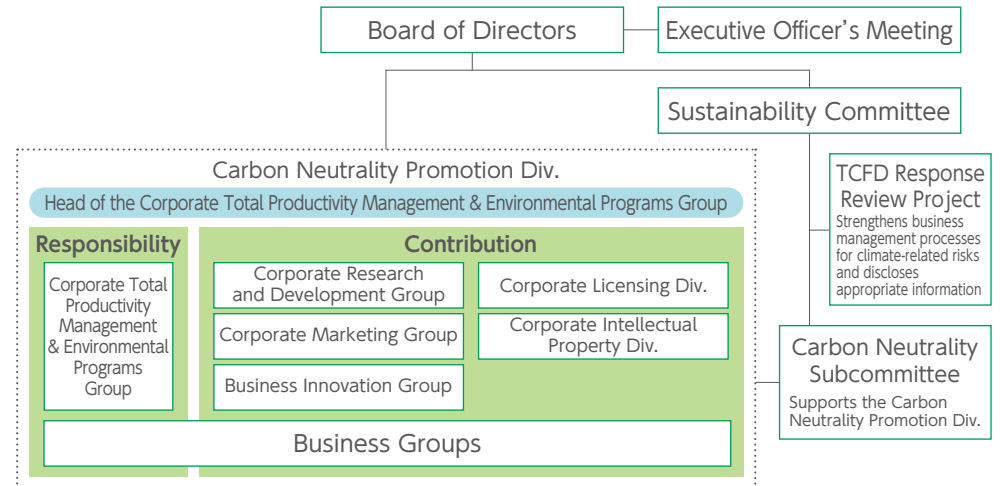 Board of Directors
Executive Officer's Meeting
Sustainability Committee
Carbon Neutrality Promotion Div.
Head of the Corporate Total Productivity Management & Environmental Programs Group
Responsibility
Corporate Total
Productivity
Management
& Environmental
Programs
Group
Contribution
Corporate Research
and Development Group
Corporate Licensing Div.
Corporate Marketing Group
Corporate Intellectual
Property Div.
Business Innovation Group
Business Groups
TCFD Response
Review Project
Strengthens business
management processes
for climate-related risks
and discloses
appropriate information
Carbon Neutrality
Subcommittee
Supports the Carbon
Neutrality Promotion Div.